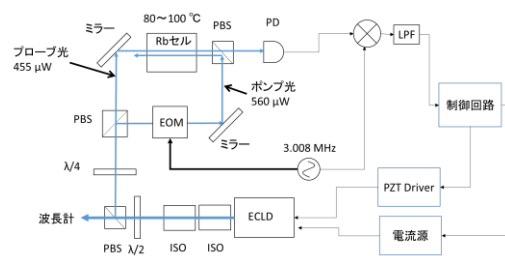 ミラー
80～100 ℃
PBS
PD
Rbセル
LPF
プローブ光
455 μW
ポンプ光
560 μW
制御回路
PBS
EOM
ミラー
3.008 MHz
λ/4
PZT Driver
波長計
ECLD
電流源
PBS
λ/2
ISO
ISO